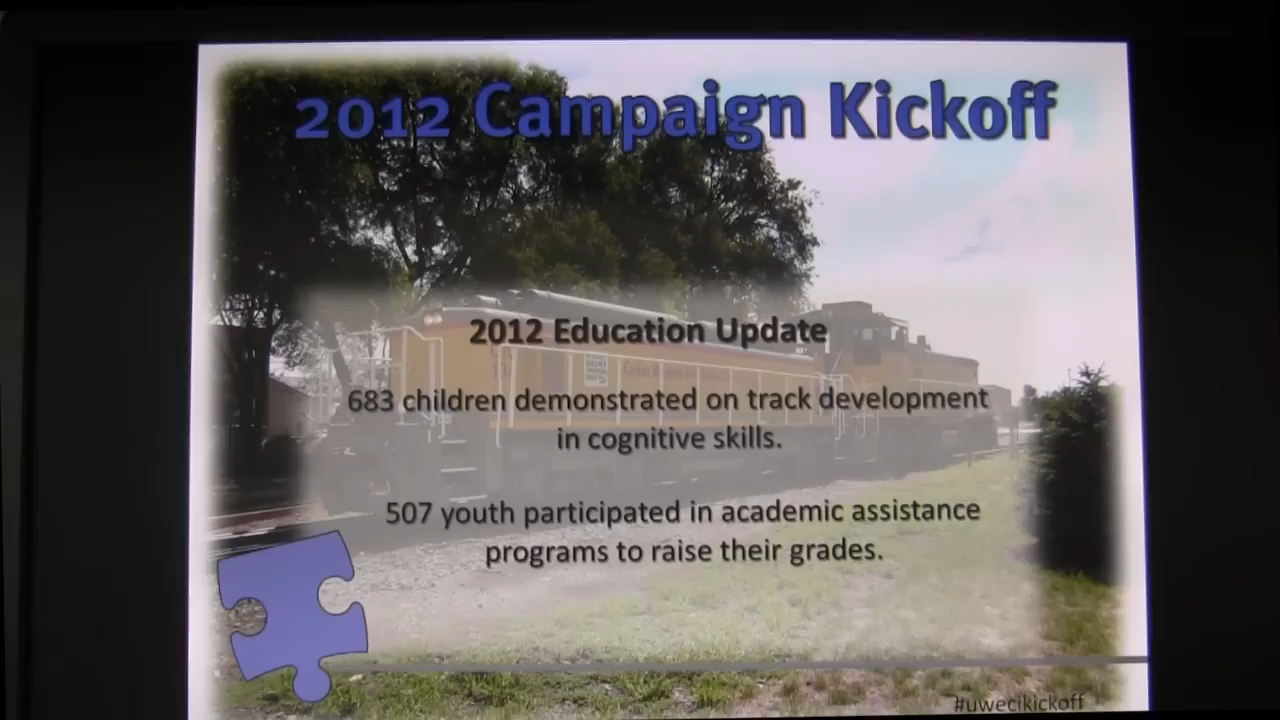 2012 Campaign Kickoff
2012 Education Update
683 children demonstrated on track development
in cognitive skills.
507 youth participated in academic assistance
programs to raise their grades.
#uwecikickoff